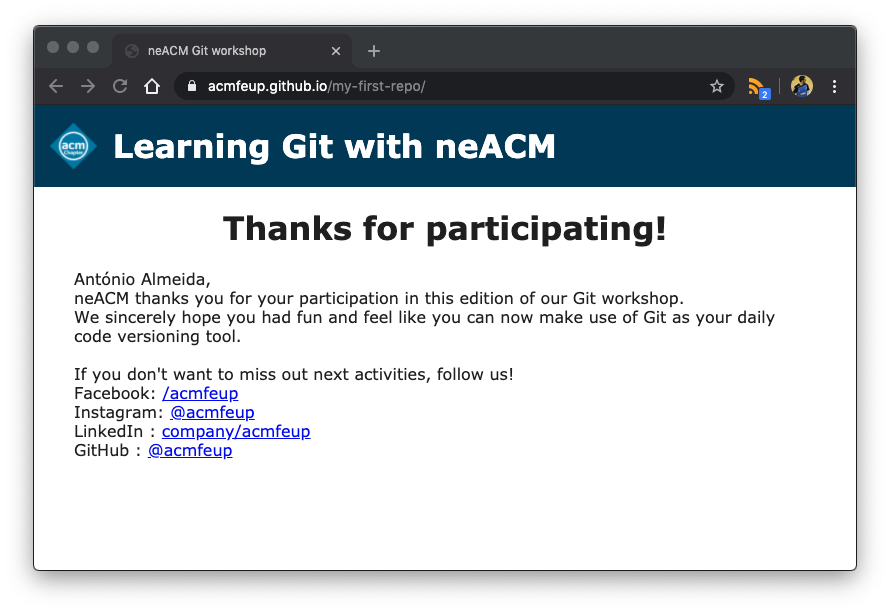 neACM Git workshop
acmfeup.github.io/my-first-repo/
2
acm
Chapter
Learning Git with neACM
Thanks for participating!
António Almeida,
neACM thanks you for your participation in this edition of our Git workshop.
We sincerely hope you had fun and feel like you can now make use of Git as your daily
code versioning tool.
If you don't want to miss out next activities, follow us!
Facebook: /acmfeup
Instagram: @acmfeup
LinkedIn : company/acmfeup
GitHub : @acmfeup